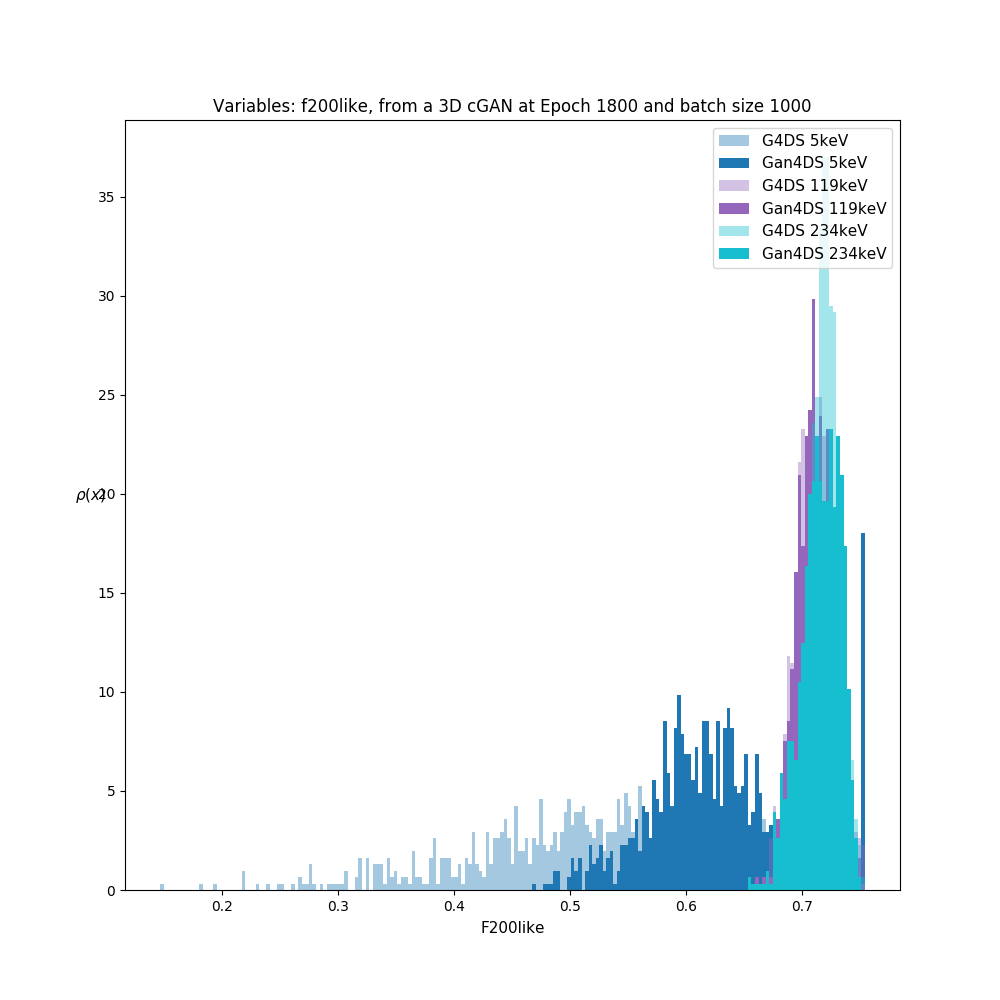 Variables: f200like, from a 3D cGAN at Epoch 1800 and batch size 1000
G4DS 5keV
Gan4DS 5keV
G4DS 119keV
Gan4DS 119keV
G4DS 234keV
Gan4DS 234keV
35
30
25
ρ(x)
20
15
10
5
0
0.2 0.3 0.4 0.5 0.6 0.7
F200like